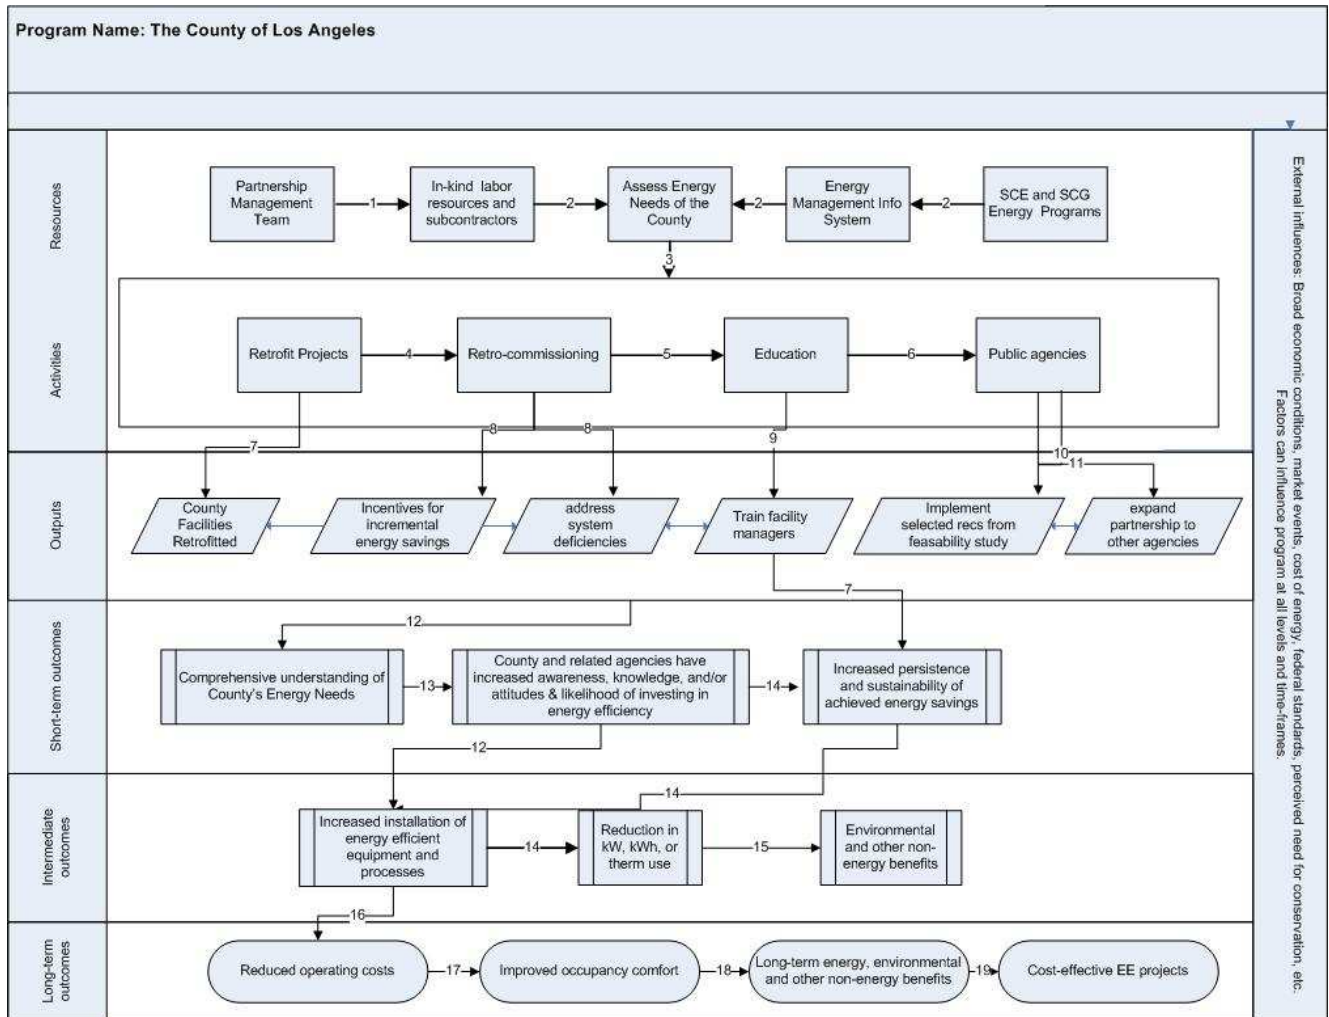 Program Name: The County of Los Angeles
Resources
Partnership
Management
Team
1
In-kind labor
resources and
subcontractors
2
Assess Energy
Needs of the
County
2
Energy
Management Info
System
2
SCE and SCG
Energy Programs
3
Activities
Retrofit Projects
4
Retro-commissioning
5
Education
6
Public agencies
7
8
8
9
10
11
Outputs
County
Facilities
Retrofitted
Incentives for
incremental
energy savings
address
system
deficiencies
Train facility
managers
Implement
selected recs from
feasability study
expand
partnership to
other agencies
7
12
Short-term outcomes
Comprehensive understanding of
County's Energy Needs
13
County and related agencies have
increased awareness, knowledge, and/or
attitudes & likelihood of investing in
energy efficiency
14
Increased persistence
and sustainability of
achieved energy savings
12
14
Intermediate
outcomes
Increased installation of
energy efficient
equipment and
processes
14
Reduction in
kW, kWh, or
therm use
15
Environmental
and other non-
energy benefits
16
Long-term
outcomes
Reduced operating costs
17
Improved occupancy comfort
18
Long-term energy, environmental
and other non-energy benefits
19
Cost-effective EE projects
External influences: Broad economic conditions, market events, cost of energy, federal standards, perceived need for conservation, etc.
Factors can influence program at all levels and time-frames.